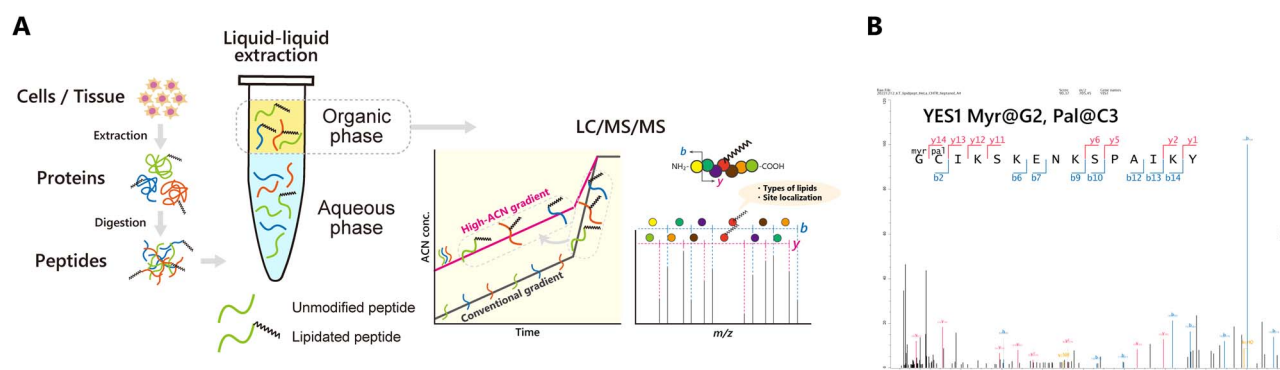 A
Liquid-liquid
extraction
Cells / Tissue
Extraction
Proteins
Digestion
Peptides
Organic
phase
Aqueous
phase
Unmodified peptide
Lipidated peptide
LC/MS/MS
ACN conc.
High-ACN gradient
Conventional gradient
Time
b
NH₂- -COOH
y
• Types of lipids
• Site localization
b
y
m/z
B
YES1 Myr@G2, Pal@C3
y14 y13 y12 y11 y6 y5 y2 y1
myr pal
G C I K S K E N K S P A I K Y
b2 b6 b7 b9 b10 b12 b13 b14